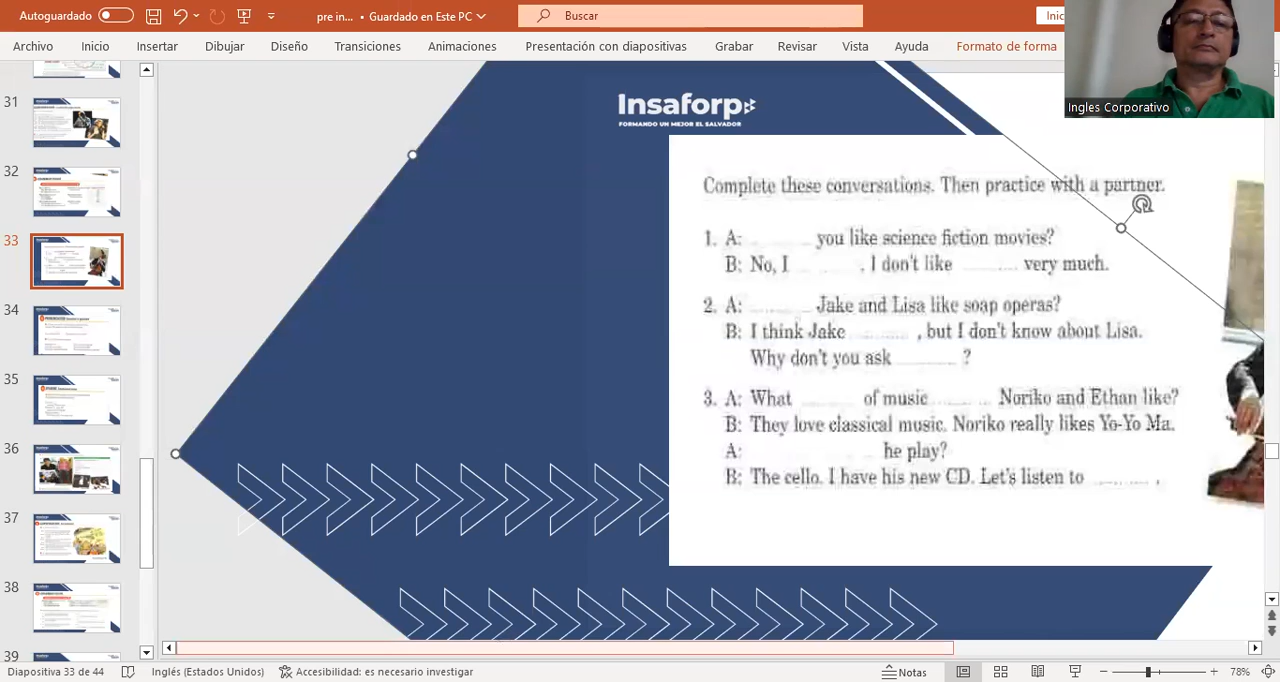 Autoguardado
pre in... • Guardado en Este PC
Buscar
Inic
Archivo Inicio Insertar Dibujar Diseño Transiciones Animaciones Presentación con diapositivas Grabar Revisar Vista Ayuda Formato de forma
Ingles Corporativo
31
32
33
34
35
36
37
38
39
Insaforp
FORMANDO UN MEJOR EL SALVADOR
Complete these conversations. Then practice with a partner.
1. A: you like science fiction movies?
B: No, I . I don't like very much.
2. A: Jake and Lisa like soap operas?
B: I think Jake , but I don't know about Lisa.
Why don't you ask ?
3. A: What of music Noriko and Ethan like?
B: They love classical music. Noriko really likes Yo-Yo Ma.
A: he play?
B: The cello. I have his new CD. Let's listen to .
Diapositiva 33 de 44 Inglés (Estados Unidos) Accesibilidad: es necesario investigar Notas 78%